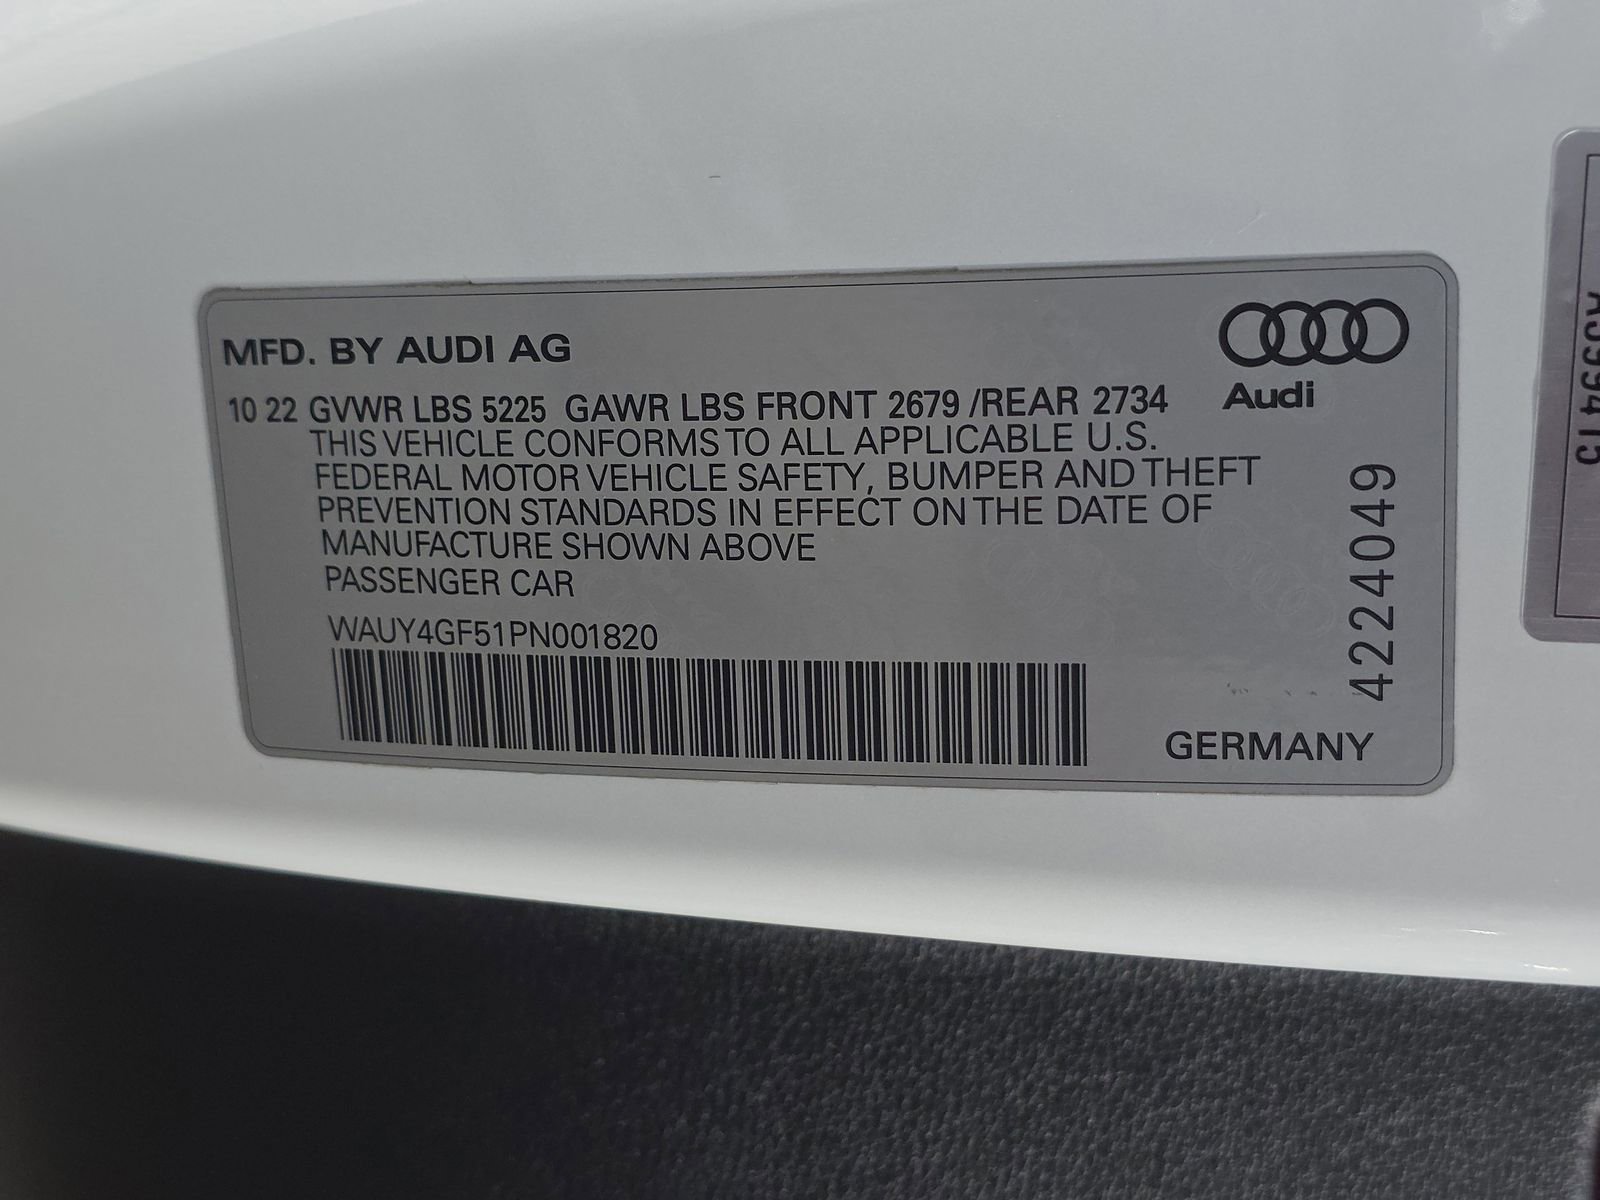 MFD. BY AUDI AG
Audi
10 22 GVWR LBS 5225 GAWR LBS FRONT 2679 /REAR 2734
THIS VEHICLE CONFORMS TO ALL APPLICABLE U.S.
FEDERAL MOTOR VEHICLE SAFETY, BUMPER AND THEFT
PREVENTION STANDARDS IN EFFECT ON THE DATE OF
MANUFACTURE SHOWN ABOVE
PASSENGER CAR
WAUY4GF51PN001820
4224049
GERMANY